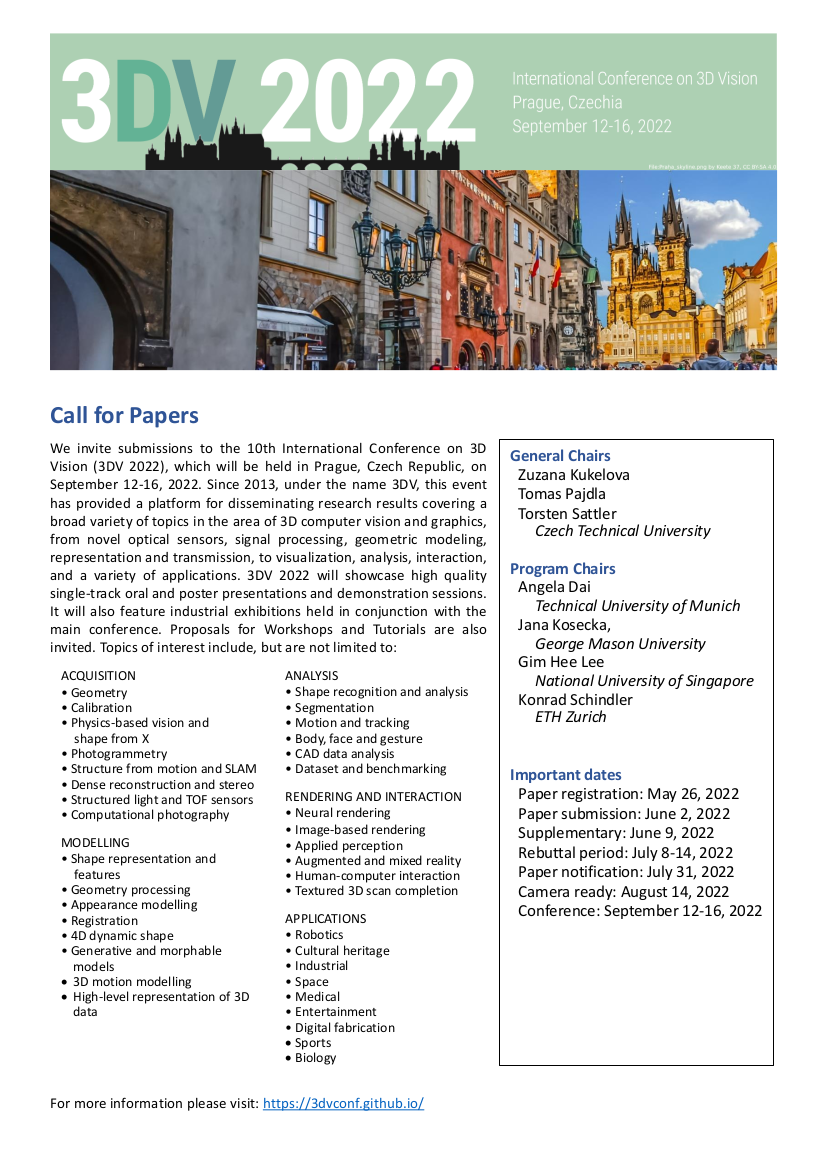 3DV 2022
International Conference on 3D Vision
Prague, Czechia
September 12-16, 2022
File:Praha_skyline.png by Keete 37, CC BY-SA 4.0
Call for Papers
We invite submissions to the 10th International Conference on 3D
Vision (3DV 2022), which will be held in Prague, Czech Republic, on
September 12-16, 2022. Since 2013, under the name 3DV, this event
has provided a platform for disseminating research results covering a
broad variety of topics in the area of 3D computer vision and graphics,
from novel optical sensors, signal processing, geometric modeling,
representation and transmission, to visualization, analysis, interaction,
and a variety of applications. 3DV 2022 will showcase high quality
single-track oral and poster presentations and demonstration sessions.
It will also feature industrial exhibitions held in conjunction with the
main conference. Proposals for Workshops and Tutorials are also
invited. Topics of interest include, but are not limited to:
ACQUISITION
• Geometry
• Calibration
• Physics-based vision and
shape from X
• Photogrammetry
• Structure from motion and SLAM
• Dense reconstruction and stereo
• Structured light and TOF sensors
• Computational photography
MODELLING
• Shape representation and
features
• Geometry processing
• Appearance modelling
• Registration
• 4D dynamic shape
• Generative and morphable
models
• 3D motion modelling
• High-level representation of 3D
data
ANALYSIS
• Shape recognition and analysis
• Segmentation
• Motion and tracking
• Body, face and gesture
• CAD data analysis
• Dataset and benchmarking
RENDERING AND INTERACTION
• Neural rendering
• Image-based rendering
• Applied perception
• Augmented and mixed reality
• Human-computer interaction
• Textured 3D scan completion
APPLICATIONS
• Robotics
• Cultural heritage
• Industrial
• Space
• Medical
• Entertainment
• Digital fabrication
• Sports
• Biology
General Chairs
Zuzana Kukelova
Tomas Pajdla
Torsten Sattler
Czech Technical University
Program Chairs
Angela Dai
Technical University of Munich
Jana Kosecka,
George Mason University
Gim Hee Lee
National University of Singapore
Konrad Schindler
ETH Zurich
Important dates
Paper registration: May 26, 2022
Paper submission: June 2, 2022
Supplementary: June 9, 2022
Rebuttal period: July 8-14, 2022
Paper notification: July 31, 2022
Camera ready: August 14, 2022
Conference: September 12-16, 2022
For more information please visit: https://3dvconf.github.io/